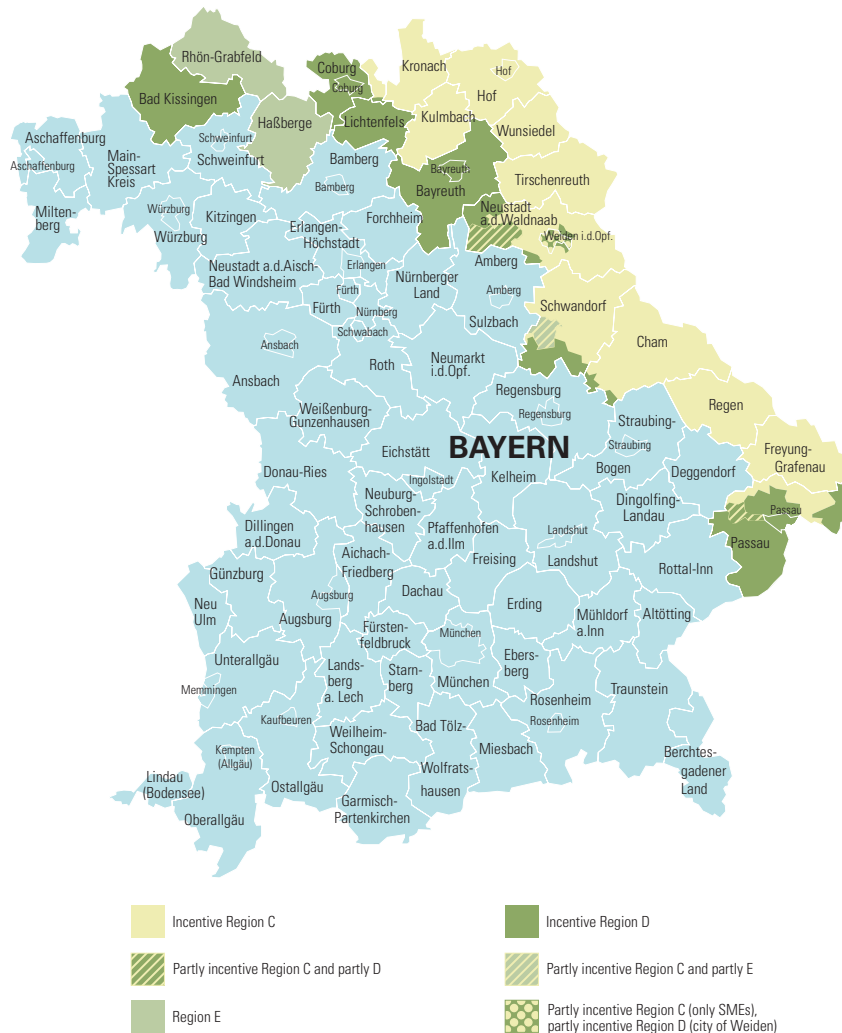 Rhön-Grabfeld
Coburg
Kronach
Hof
Coburg
Bad Kissingen
Hof
Haßberge
Lichtenfels
Kulmbach
Wunsiedel
Aschaffenburg
Schweinfurt
Main-
Spessart
Kreis
Schweinfurt
Bamberg
Aschaffenburg
Bayreuth
Tirschenreuth
Bamberg
Bayreuth
Milten-
berg
Würzburg
Kitzingen
Forchheim
Neustadt
a.d.Waldnaab
Würzburg
Erlangen-
Höchstadt
Weiden i.d.Opf.
Neustadt a.d.Aisch-
Bad Windsheim
Erlangen
Nürnberger
Land
Amberg
Fürth
Amberg
Fürth
Nürnberg
Schwandorf
Schwabach
Sulzbach
Ansbach
Cham
Ansbach
Roth
Neumarkt
i.d.Opf.
Regensburg
Weißenburg-
Gunzenhausen
Regensburg
Regen
Straubing-
BAYERN
Eichstätt
Straubing
Freyung-
Grafenau
Donau-Ries
Ingolstadt
Kelheim
Bogen
Deggendorf
Neuburg-
Schroben-
hausen
Dingolfing-
Landau
Passau
Dillingen
a.d.Donau
Pfaffenhofen
a.d.Ilm
Landshut
Passau
Aichach-
Friedberg
Freising
Landshut
Rottal-Inn
Günzburg
Neu
Ulm
Augsburg
Dachau
Augsburg
Erding
Mühldorf
a.Inn
Altötting
Fürsten-
feldbruck
München
Unterallgäu
Lands-
berg
a. Lech
Starn-
berg
München
Ebers-
berg
Memmingen
Rosenheim
Traunstein
Kaufbeuren
Weilheim-
Schongau
Bad Tölz-
Rosenheim
Kempten
(Allgäu)
Miesbach
Berchtes-
gadener
Land
Lindau
(Bodensee)
Wolfrats-
hausen
Ostallgäu
Garmisch-
Partenkirchen
Oberallgäu
Incentive Region C
Incentive Region D
Partly incentive Region C and partly D
Partly incentive Region C and partly E
Region E
Partly incentive Region C (only SMEs),
partly incentive Region D (city of Weiden)